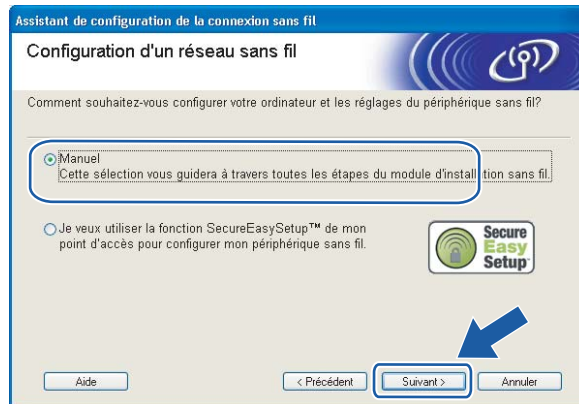 Assistant de configuration de la connexion sans fil
Configuration d'un réseau sans fil
Comment souhaitez-vous configurer votre ordinateur et les réglages du périphérique sans fil?
Manuel
Cette sélection vous guidera à travers toutes les étapes du module d'installation sans fil.
Je veux utiliser la fonction SecureEasySetup™ de mon
point d'accès pour configurer mon périphérique sans fil.
Secure
Easy
Setup
Aide
< Précédent
Suivant >
Annuler